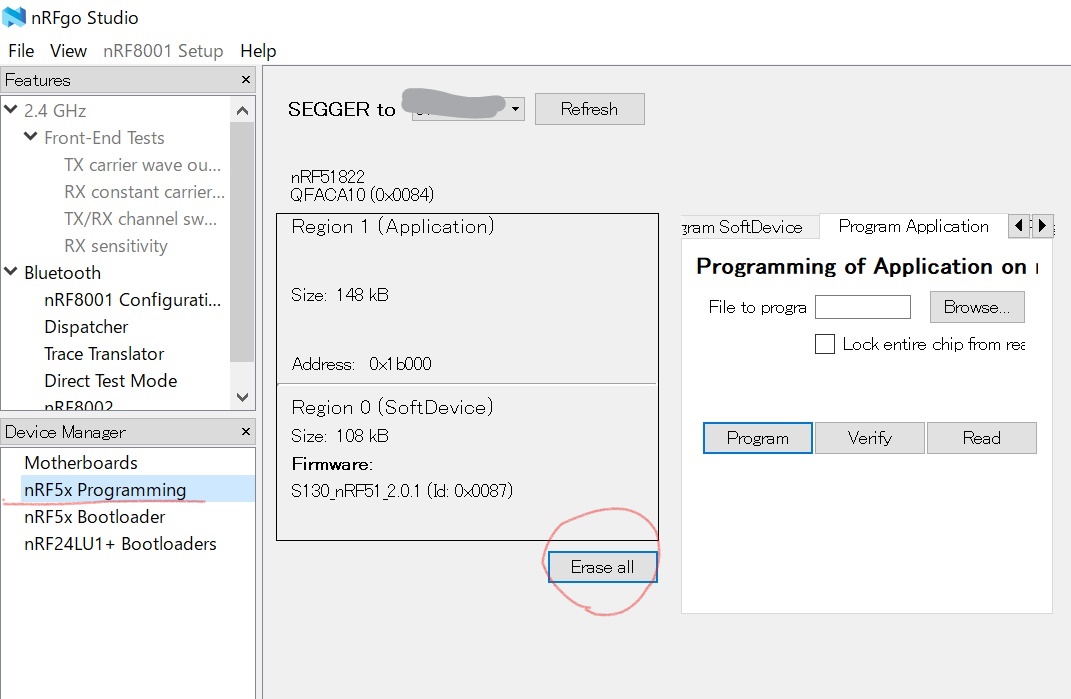 nRFgo Studio
File View nRF8001 Setup Help
Features
2.4 GHz
Front-End Tests
TX carrier wave ou...
RX constant carrier...
TX/RX channel sw...
RX sensitivity
Bluetooth
nRF8001 Configurati...
Dispatcher
Trace Translator
Direct Test Mode
nRF8002
Device Manager
Motherboards
nRF5x Programming
nRF5x Bootloader
nRF24LU1+ Bootloaders
SEGGER to
Refresh
nRF51822
QFACA10 (0x0084)
Region 1 (Application)
Size: 148 kB
Address: 0x1b000
Region 0 (SoftDevice)
Size: 108 kB
Firmware:
S130_nRF51_2.0.1 (Id: 0x0087)
Erase all
gram SoftDevice Program Application
Programming of Application on
File to progra Browse...
Lock entire chip from rea
Program Verify Read